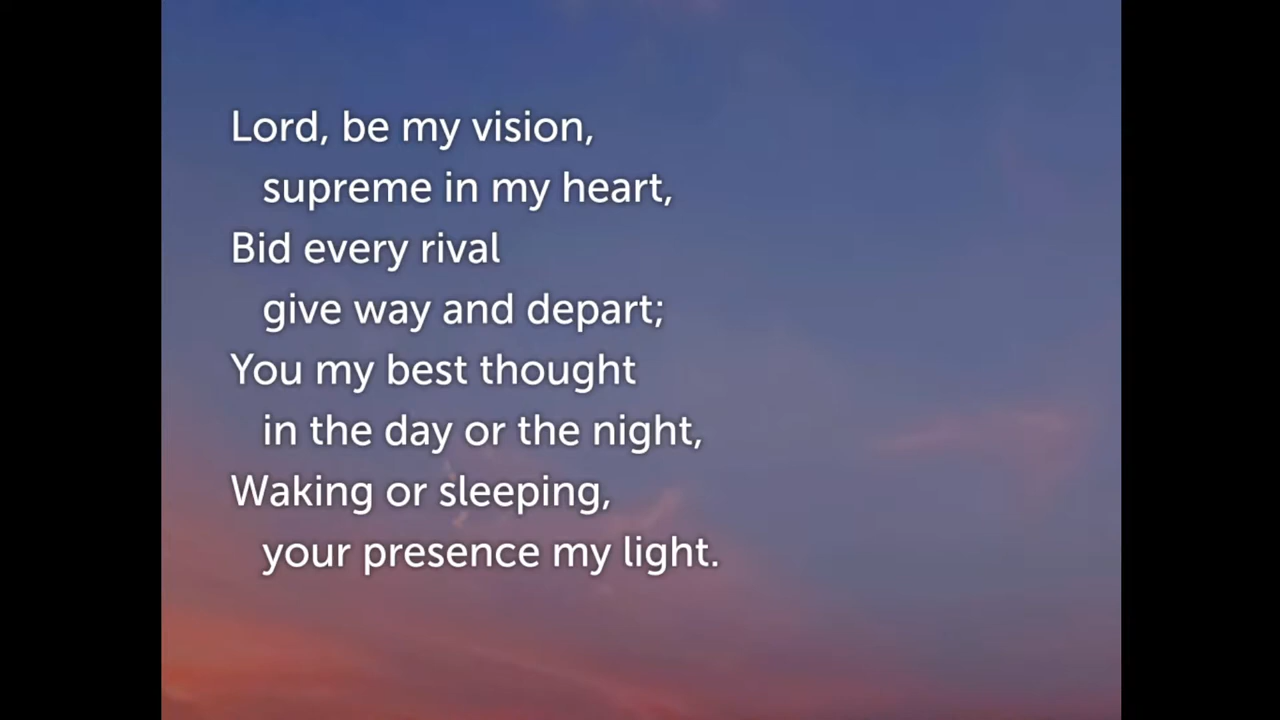 Lord, be my vision,
supreme in my heart,
Bid every rival
give way and depart;
You my best thought
in the day or the night,
Waking or sleeping,
your presence my light.